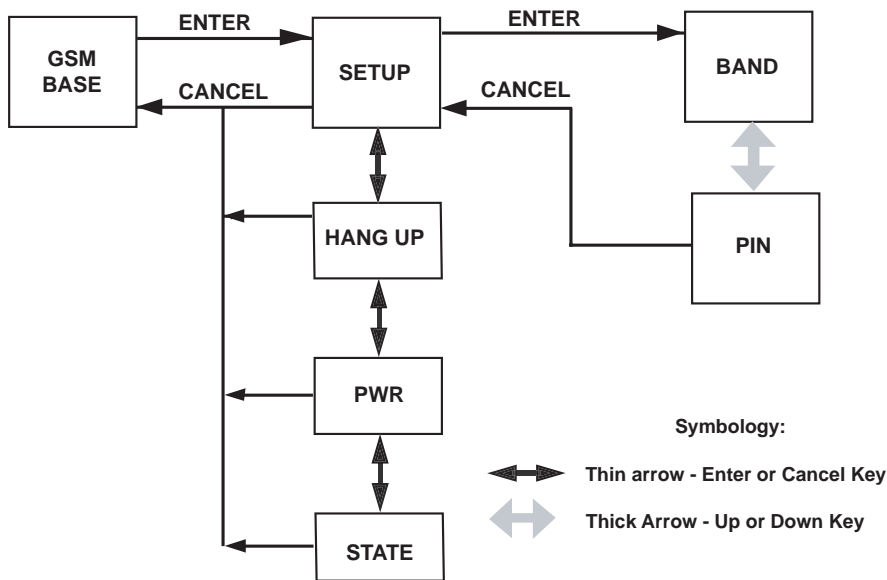 ENTER
GSM
BASE
SETUP
CANCEL
ENTER
BAND
CANCEL
HANG UP
PIN
PWR
STATE
Symbology:
Thin arrow - Enter or Cancel Key
Thick Arrow - Up or Down Key